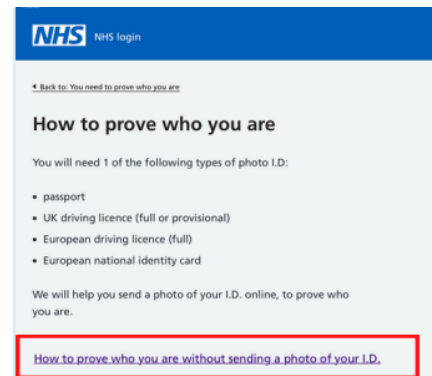 NHS NHS login
Back to: You need to prove who you are
How to prove who you are
You will need 1 of the following types of photo I.D:
• passport
• UK driving licence (full or provisional)
• European driving licence (full)
• European national identity card
We will help you send a photo of your I.D. online, to prove who
you are.
How to prove who you are without sending a photo of your I.D.